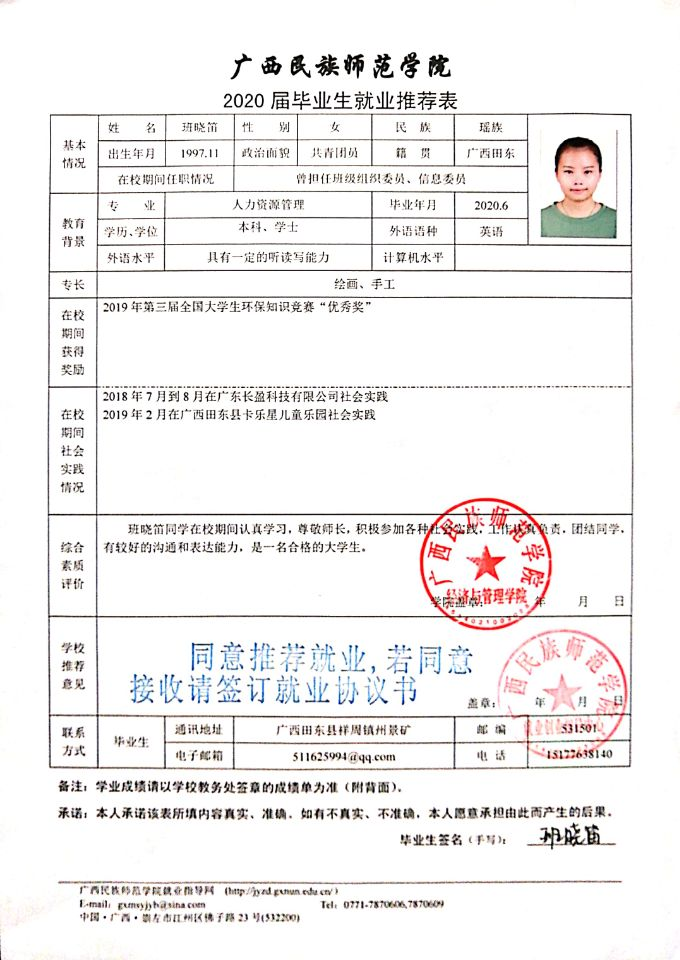 广西民族师范学院
2020 届毕业生就业推荐表
基本情况
姓 名 班晓笛 性 别 女 民 族 瑶族
出生年月 1997.11 政治面貌 共青团员 籍 贯 广西田东
在校期间任职情况 曾担任班级组织委员、信息委员
教育背景
专 业 人力资源管理 毕业年月 2020.6
学历、学位 本科、学士 外语语种 英语
外语水平 具有一定的听读写能力 计算机水平
专长 绘画、手工
在校期间获得奖励
2019 年第三届全国大学生环保知识竞赛“优秀奖”
在校期间社会实践情况
2018 年 7 月到 8 月在广东长盈科技有限公司社会实践
2019 年 2 月在广西田东县卡乐星儿童乐园社会实践
综合素质评价
班晓笛同学在校期间认真学习，尊敬师长，积极参加各种社会实践，工作认真负责，团结同学，
有较好的沟通和表达能力，是一名合格的大学生。
广西民族师范学院
经济与管理学院
学院盖章： 年 月 日
学校推荐意见
同意推荐就业,若同意
接收请签订就业协议书
广西民族师范学院
盖章： 年 月 日
联系方式
毕业生
通讯地址 广西田东县祥周镇州景矿 邮 编 531501
电子邮箱 511625994@qq.com 电 话 15177638140
备注：学业成绩请以学校教务处签章的成绩单为准（附背面）。
承诺：本人承诺该表所填内容真实、准确。如有不真实、不准确，本人愿意承担由此而产生的后果。
毕业生签名（手写）： 班晓笛
广西民族师范学院就业指导网 （http://jyzd.gxnun.edu.cn/）
E-mail：gxmsyjyb@sina.com Tel：0771-7870606,7870609
中国·广西·崇左市江州区佛子路 23 号(532200)